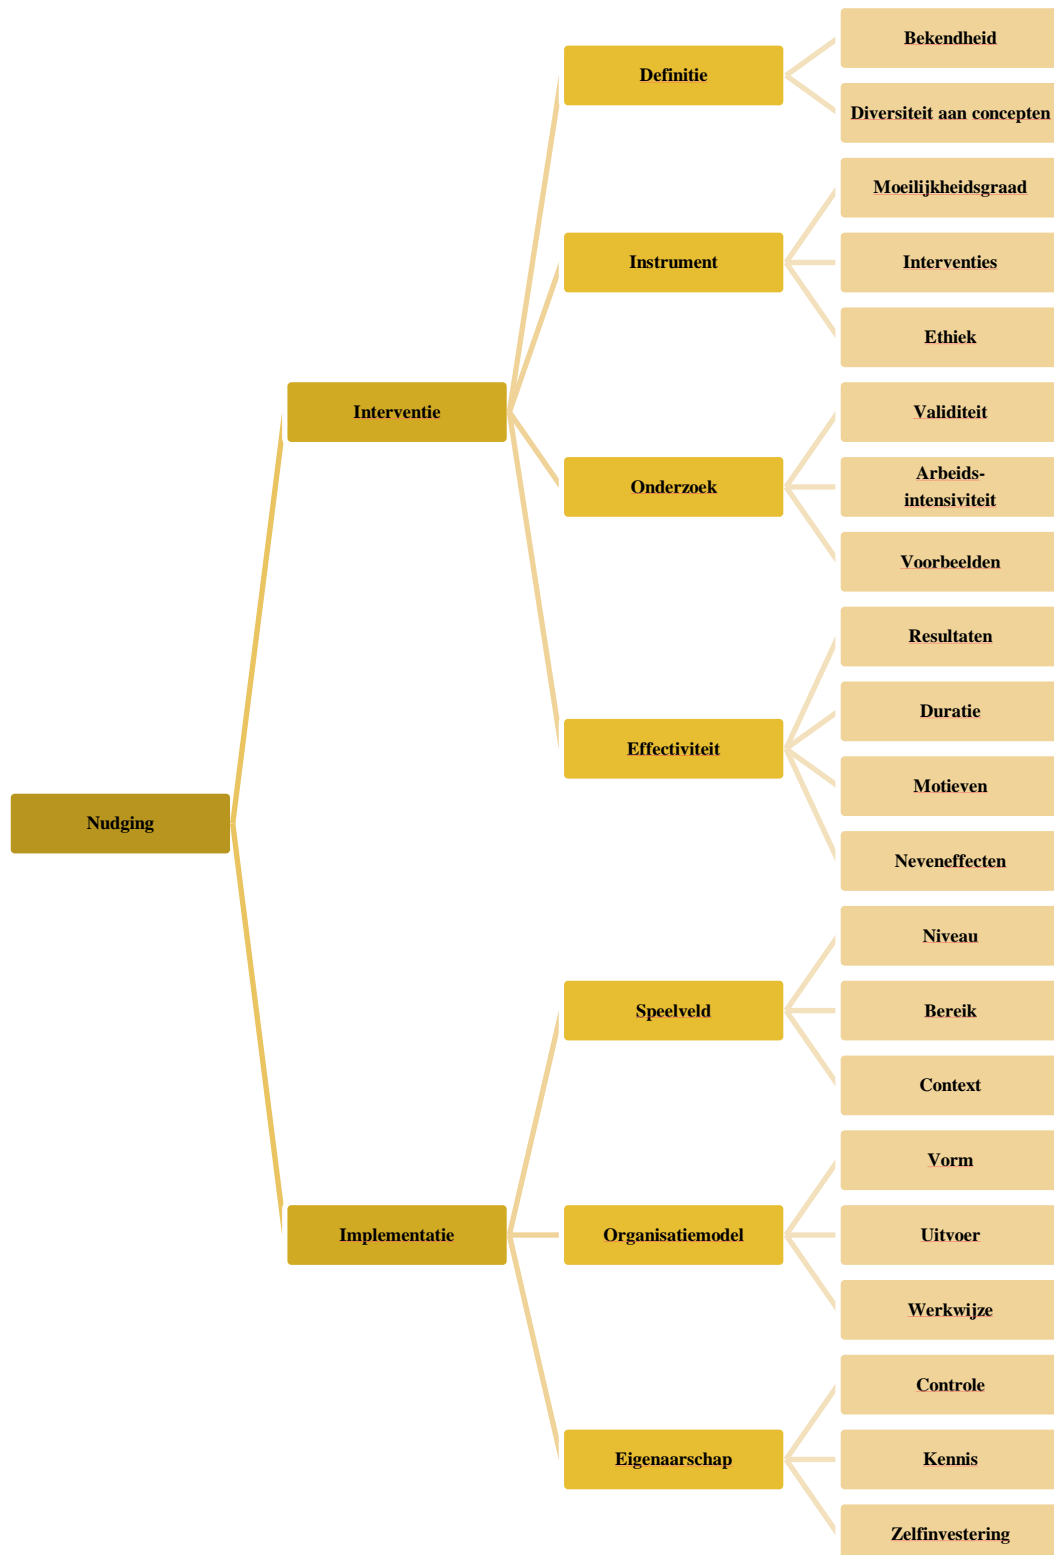 Bekendheid
Definitie
Diversiteit aan concepten
Moeilijkheidsgraad
Instrument
Interventies
Ethiek
Interventie
Validiteit
Onderzoek
Arbeids-
intensiviteit
Voorbeelden
Resultaten
Duratie
Effectiviteit
Motieven
Nudging
Neveneffecten
Niveau
Speelveld
Bereik
Context
Vorm
Implementatie
Organisatiemodel
Uitvoer
Werkwijze
Controle
Eigenaarschap
Kennis
Zelfinvestering